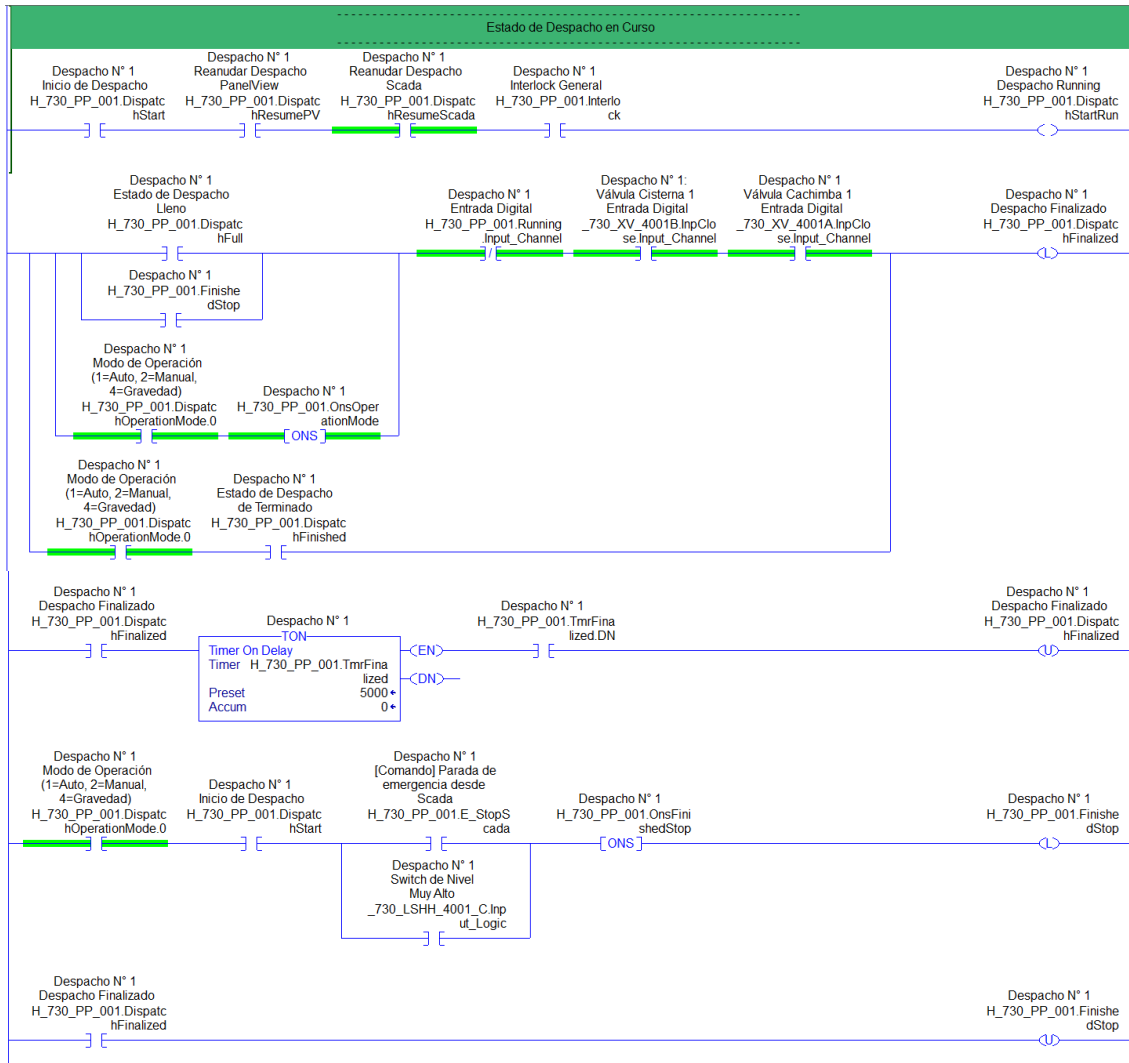 Estado de Despacho en Curso
Despacho N° 1
Inicio de Despacho
H_730_PP_001.Dispatc
hStart
Despacho N° 1
Reanudar Despacho
PanelView
H_730_PP_001.Dispatc
hResumePV
Despacho N° 1
Reanudar Despacho
Scada
H_730_PP_001.Dispatc
hResumeScada
Despacho N° 1
Interlock General
H_730_PP_001.Interlo
ck
Despacho N° 1
Despacho Running
H_730_PP_001.Dispatc
hStartRun
Despacho N° 1
Estado de Despacho
Lleno
H_730_PP_001.Dispatc
hFull
Despacho N° 1
Entrada Digital
H_730_PP_001.Running
.Input_Channel
Despacho N° 1:
Válvula Cisterna 1
Entrada Digital
_730_XV_4001B.InpClo
se.Input_Channel
Despacho N° 1
Válvula Cachimba 1
Entrada Digital
_730_XV_4001A.InpClo
se.Input_Channel
Despacho N° 1
Despacho Finalizado
H_730_PP_001.Dispatc
hFinalized
L
Despacho N° 1
H_730_PP_001.Finishe
dStop
Despacho N° 1
Modo de Operación
(1=Auto, 2=Manual,
4=Gravedad)
H_730_PP_001.Dispatc
hOperationMode.0
Despacho N° 1
H_730_PP_001.OnsOper
ationMode
ONS
Despacho N° 1
Modo de Operación
(1=Auto, 2=Manual,
4=Gravedad)
H_730_PP_001.Dispatc
hOperationMode.0
Despacho N° 1
Estado de Despacho
de Terminado
H_730_PP_001.Dispatc
hFinished
Despacho N° 1
Despacho Finalizado
H_730_PP_001.Dispatc
hFinalized
Despacho N° 1
TON
Timer On Delay
Timer H_730_PP_001.TmrFina
lized
Preset 5000
Accum 0
EN
DN
Despacho N° 1
H_730_PP_001.TmrFina
lized.DN
Despacho N° 1
Despacho Finalizado
H_730_PP_001.Dispatc
hFinalized
U
Despacho N° 1
Modo de Operación
(1=Auto, 2=Manual,
4=Gravedad)
H_730_PP_001.Dispatc
hOperationMode.0
Despacho N° 1
Inicio de Despacho
H_730_PP_001.Dispatc
hStart
Despacho N° 1
[Comando] Parada de
emergencia desde
Scada
H_730_PP_001.E_StopS
cada
Despacho N° 1
H_730_PP_001.OnsFini
shedStop
ONS
Despacho N° 1
H_730_PP_001.Finishe
dStop
L
Despacho N° 1
Switch de Nivel
Muy Alto
_730_LSHH_4001_C.Inp
ut_Logic
Despacho N° 1
Despacho Finalizado
H_730_PP_001.Dispatc
hFinalized
Despacho N° 1
H_730_PP_001.Finishe
dStop
U